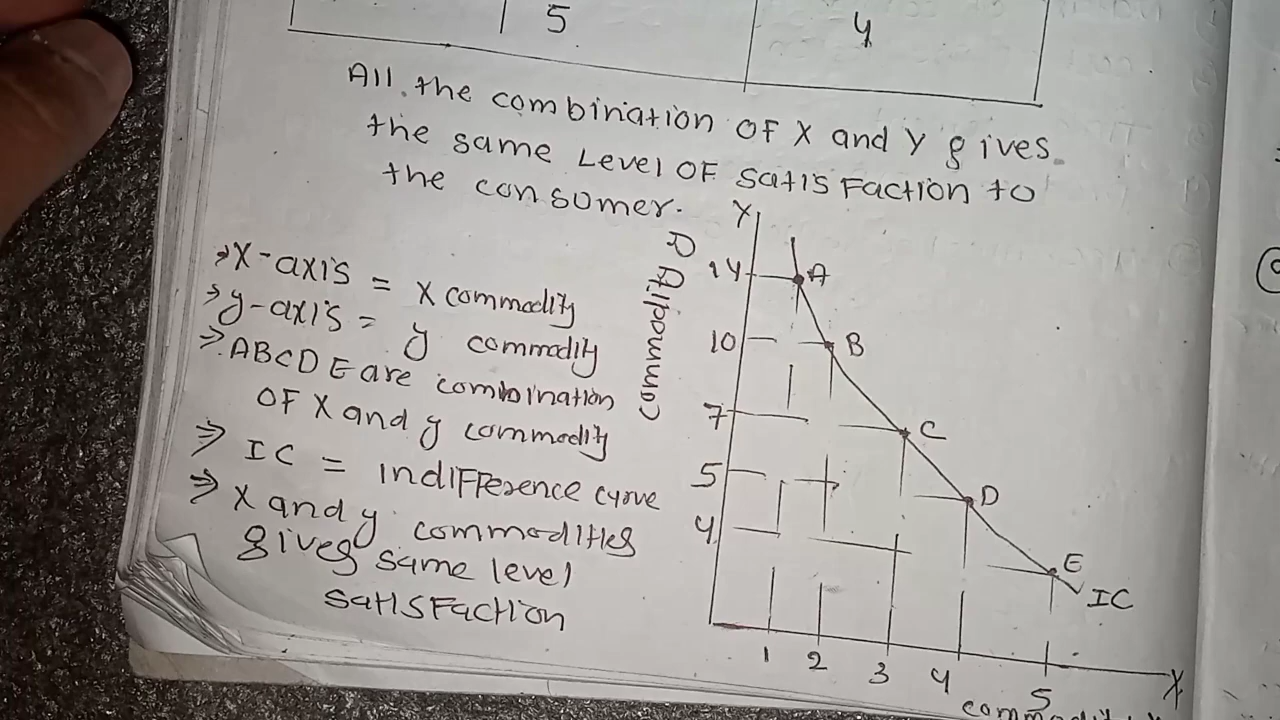 5 4
All the combination OF X and Y gives
the same Level OF satisfaction to
the consumer.
→ X-axis = X commodity
→ y-axis = y commodity
⇒ ABCDE are combination
OF X and y commodity
⇒ IC = indifference curve
⇒ X and y commodities
gives same level
satisfaction
Y
commodity
14 A
10 B
7 C
5 D
4 E
IC
1 2 3 4 5 X